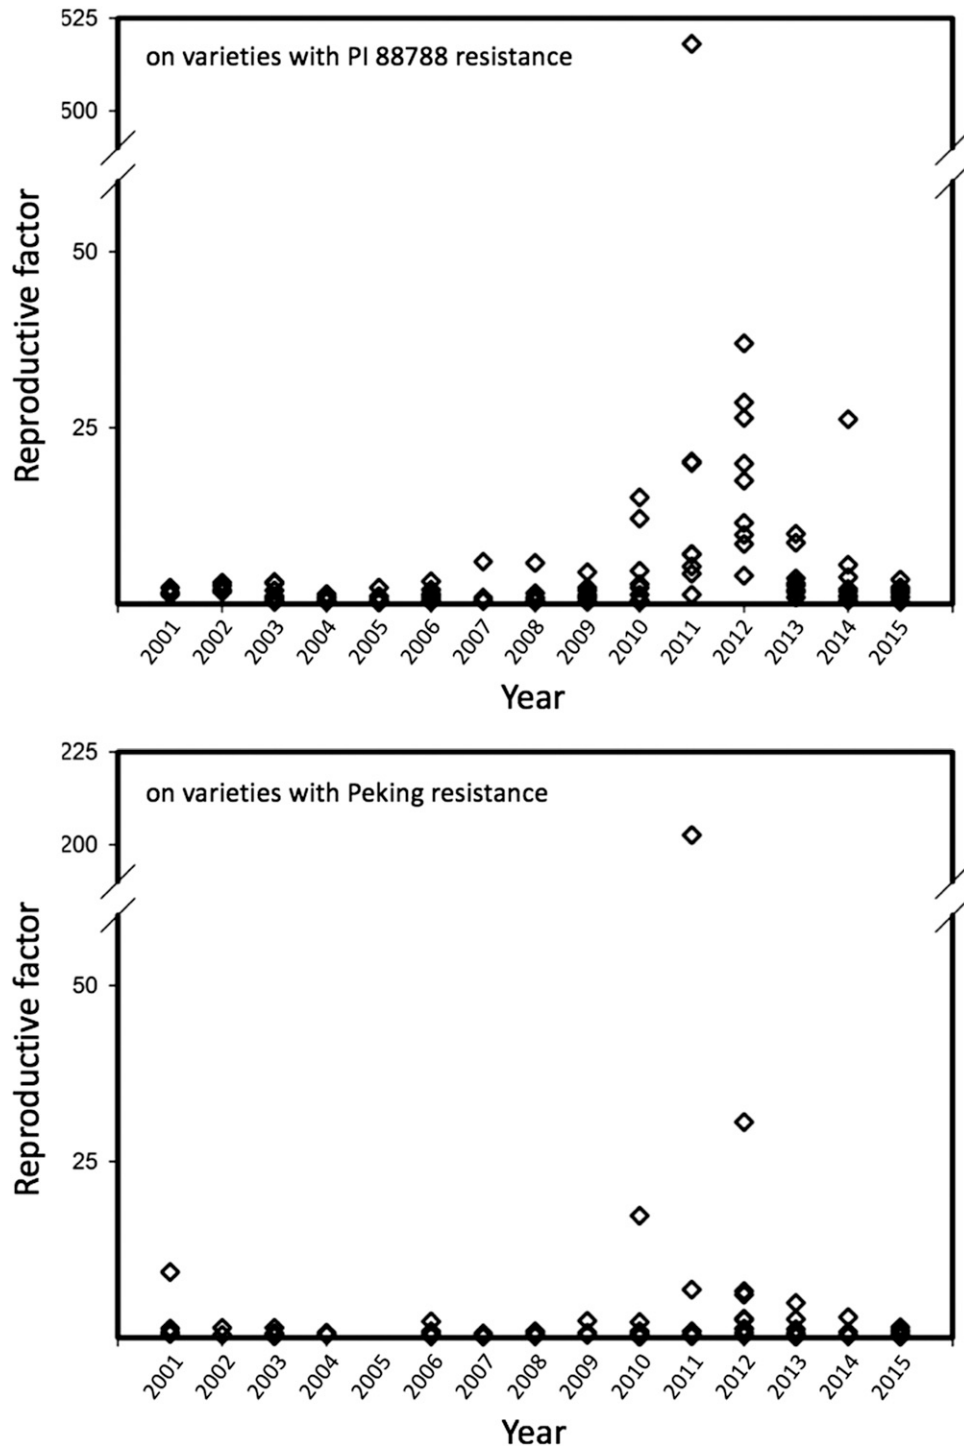 525
on varieties with PI 88788 resistance
500
50
25
Reproductive factor
2001 2002 2003 2004 2005 2006 2007 2008 2009 2010 2011 2012 2013 2014 2015
Year
225
on varieties with Peking resistance
200
50
25
Reproductive factor
2001 2002 2003 2004 2005 2006 2007 2008 2009 2010 2011 2012 2013 2014 2015
Year